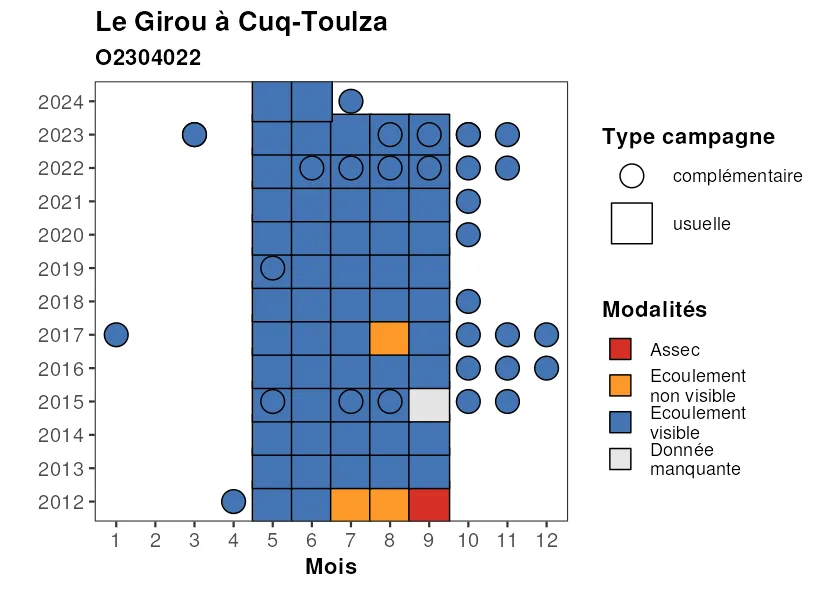 Le Girou à Cuq-Toulza
O2304022
2024
2023
2022
2021
2020
2019
2018
2017
2016
2015
2014
2013
2012
1 2 3 4 5 6 7 8 9 10 11 12
Mois
Type campagne
complémentaire
usuelle
Modalités
Assec
Ecoulement
non visible
Ecoulement
visible
Donnée
manquante